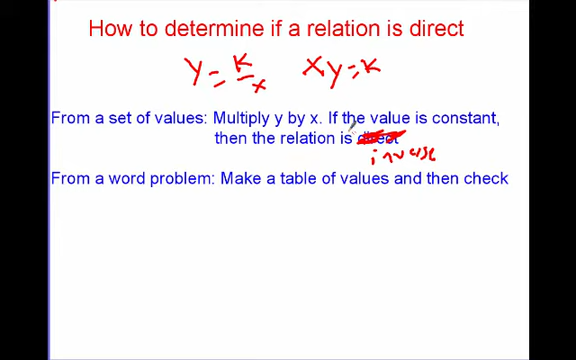 How to determine if a relation is direct
y = k/x xy = k
From a set of values: Multiply y by x. If the value is constant,
then the relation is direct
inverse
From a word problem: Make a table of values and then check